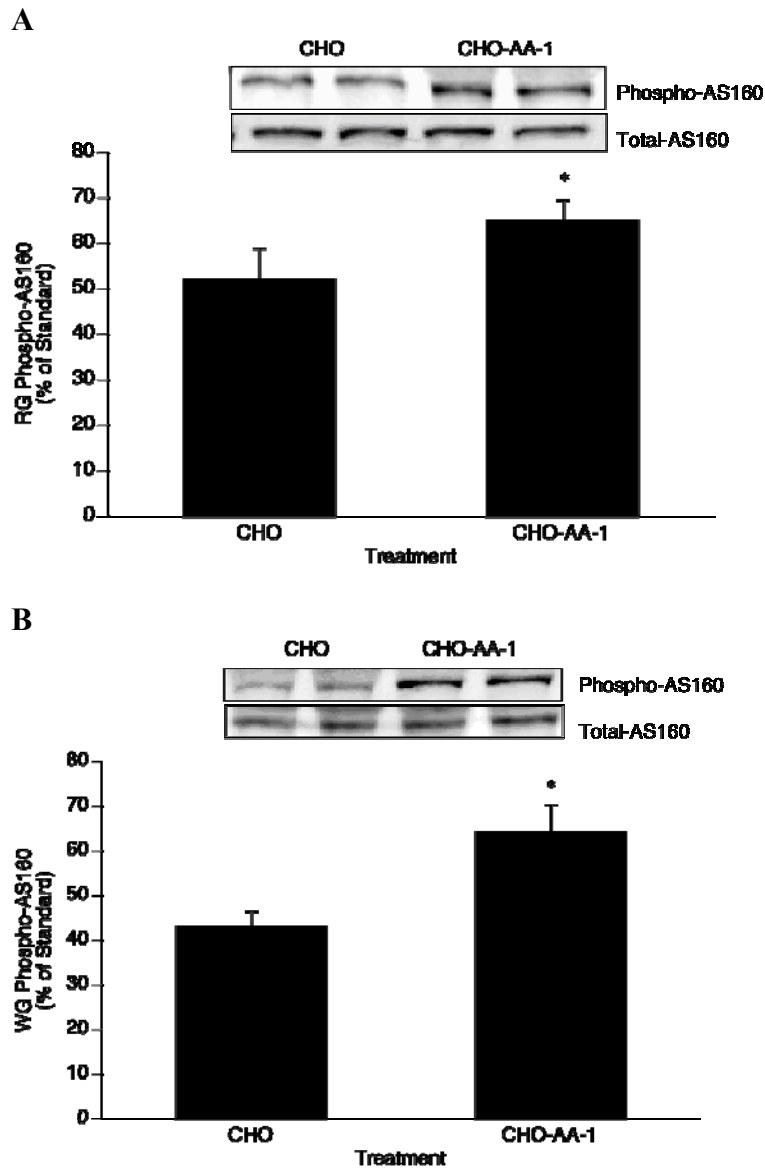 A
CHO CHO-AA-1
Phospho-AS160
Total-AS160
80
70
60
50
40
30
20
10
0
RG Phospho-AS160
(% of Standard)
*
CHO CHO-AA-1
Treatment
B
CHO CHO-AA-1
Phospho-AS160
Total-AS160
80
70
60
50
40
30
20
10
0
WG Phospho-AS160
(% of Standard)
*
CHO CHO-AA-1
Treatment